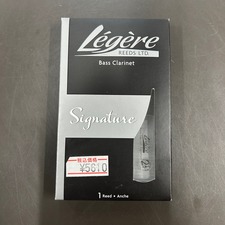 Légère
REEDS LTD.
Bass Clarinet
Signature
税込価格
¥5610
1 Reed • Anche